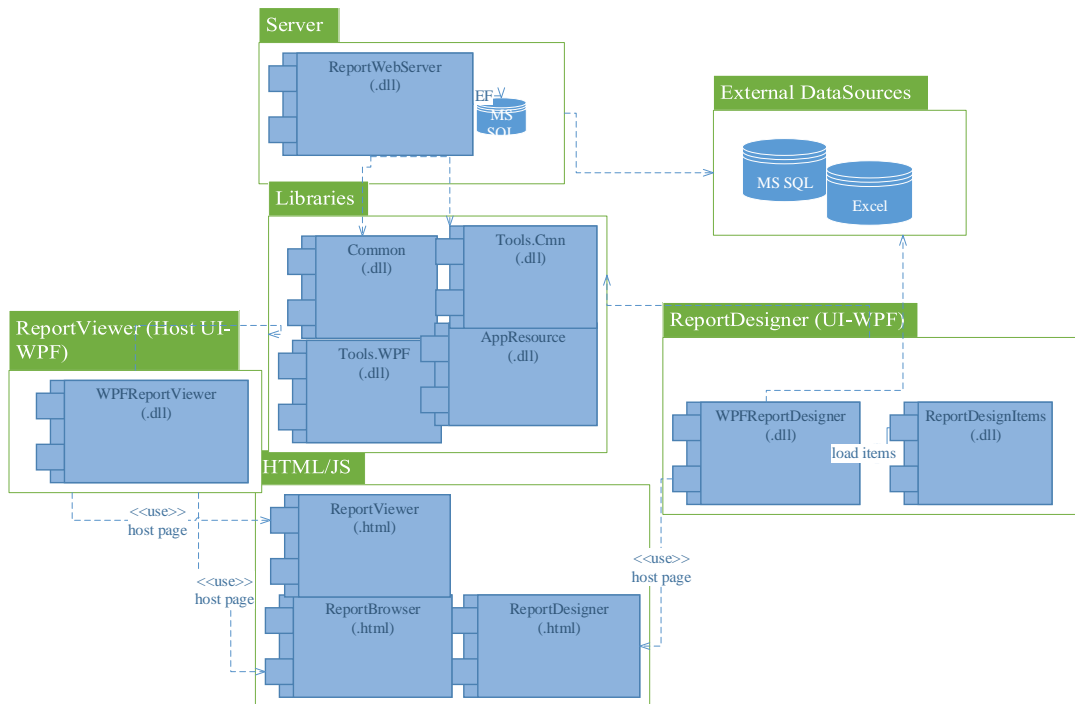 Server
ReportWebServer
(.dll)
EF
MS
SQL
External DataSources
MS SQL
Excel
Libraries
Common
(.dll)
Tools.Cmn
(.dll)
Tools.WPF
(.dll)
AppResource
(.dll)
ReportViewer (Host UI-
WPF)
WPFReportViewer
(.dll)
ReportDesigner (UI-WPF)
WPFReportDesigner
(.dll)
load items
ReportDesignItems
(.dll)
HTML/JS
ReportViewer
(.html)
<<use>>
host page
<<use>>
host page
<<use>>
host page
ReportBrowser
(.html)
ReportDesigner
(.html)